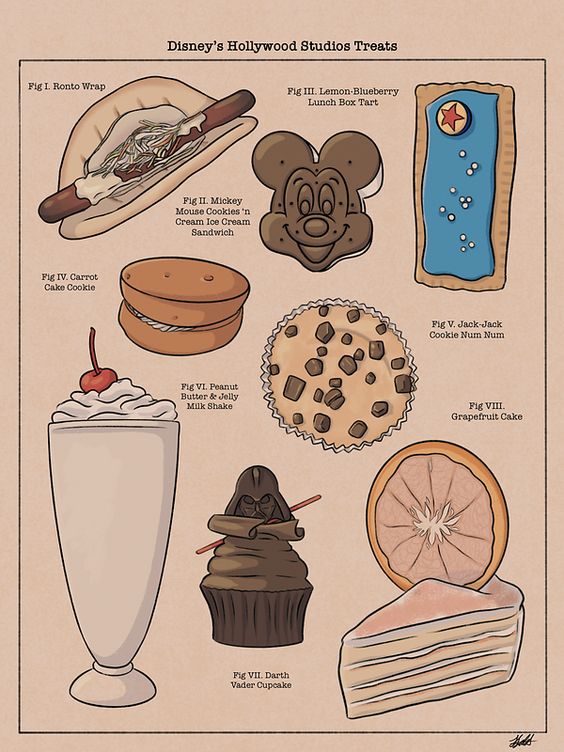 Disney's Hollywood Studios Treats
Fig I. Ronto Wrap
Fig III. Lemon-Blueberry
Lunch Box Tart
Fig II. Mickey
Mouse Cookies 'n
Cream Ice Cream
Sandwich
Fig IV. Carrot
Cake Cookie
Fig V. Jack-Jack
Cookie Num Num
Fig VI. Peanut
Butter & Jelly
Milk Shake
Fig VIII.
Grapefruit Cake
Fig VII. Darth
Vader Cupcake